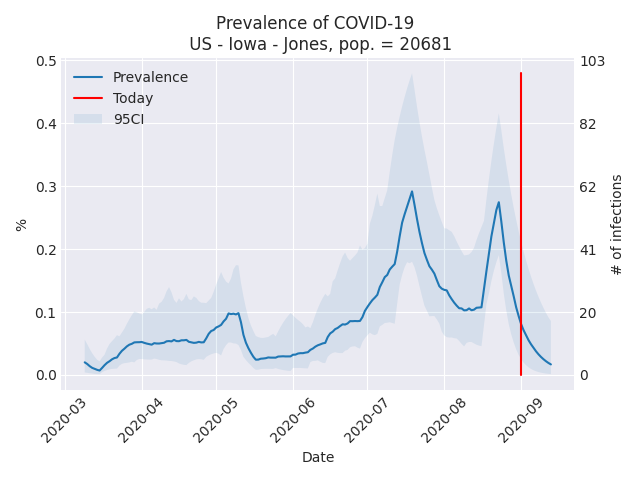 Prevalence of COVID-19
US - Iowa - Jones, pop. = 20681
Prevalence
Today
95CI
0.5
0.4
0.3
0.2
0.1
0.0
%
103
82
62
41
20
0
# of infections
2020-03
2020-04
2020-05
2020-06
2020-07
2020-08
2020-09
Date